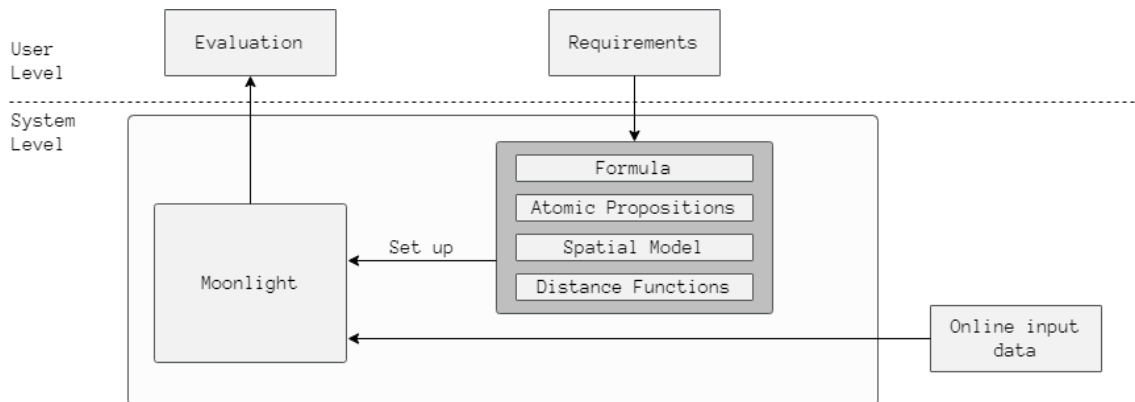 User
Level
Evaluation
Requirements
System
Level
Formula
Atomic Propositions
Spatial Model
Distance Functions
Set up
Moonlight
Online input
data